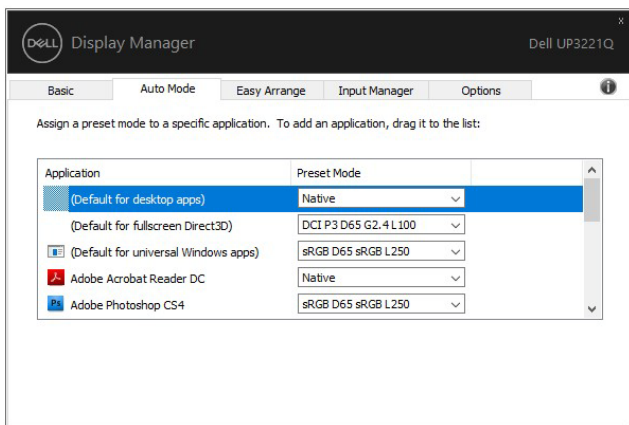 x
DELL Display Manager Dell UP3221Q
Basic Auto Mode Easy Arrange Input Manager Options
Assign a preset mode to a specific application. To add an application, drag it to the list:
Application Preset Mode
(Default for desktop apps) Native
(Default for fullscreen Direct3D) DCI P3 D65 G2.4 L100
(Default for universal Windows apps) sRGB D65 sRGB L250
Adobe Acrobat Reader DC Native
Ps Adobe Photoshop CS4 sRGB D65 sRGB L250